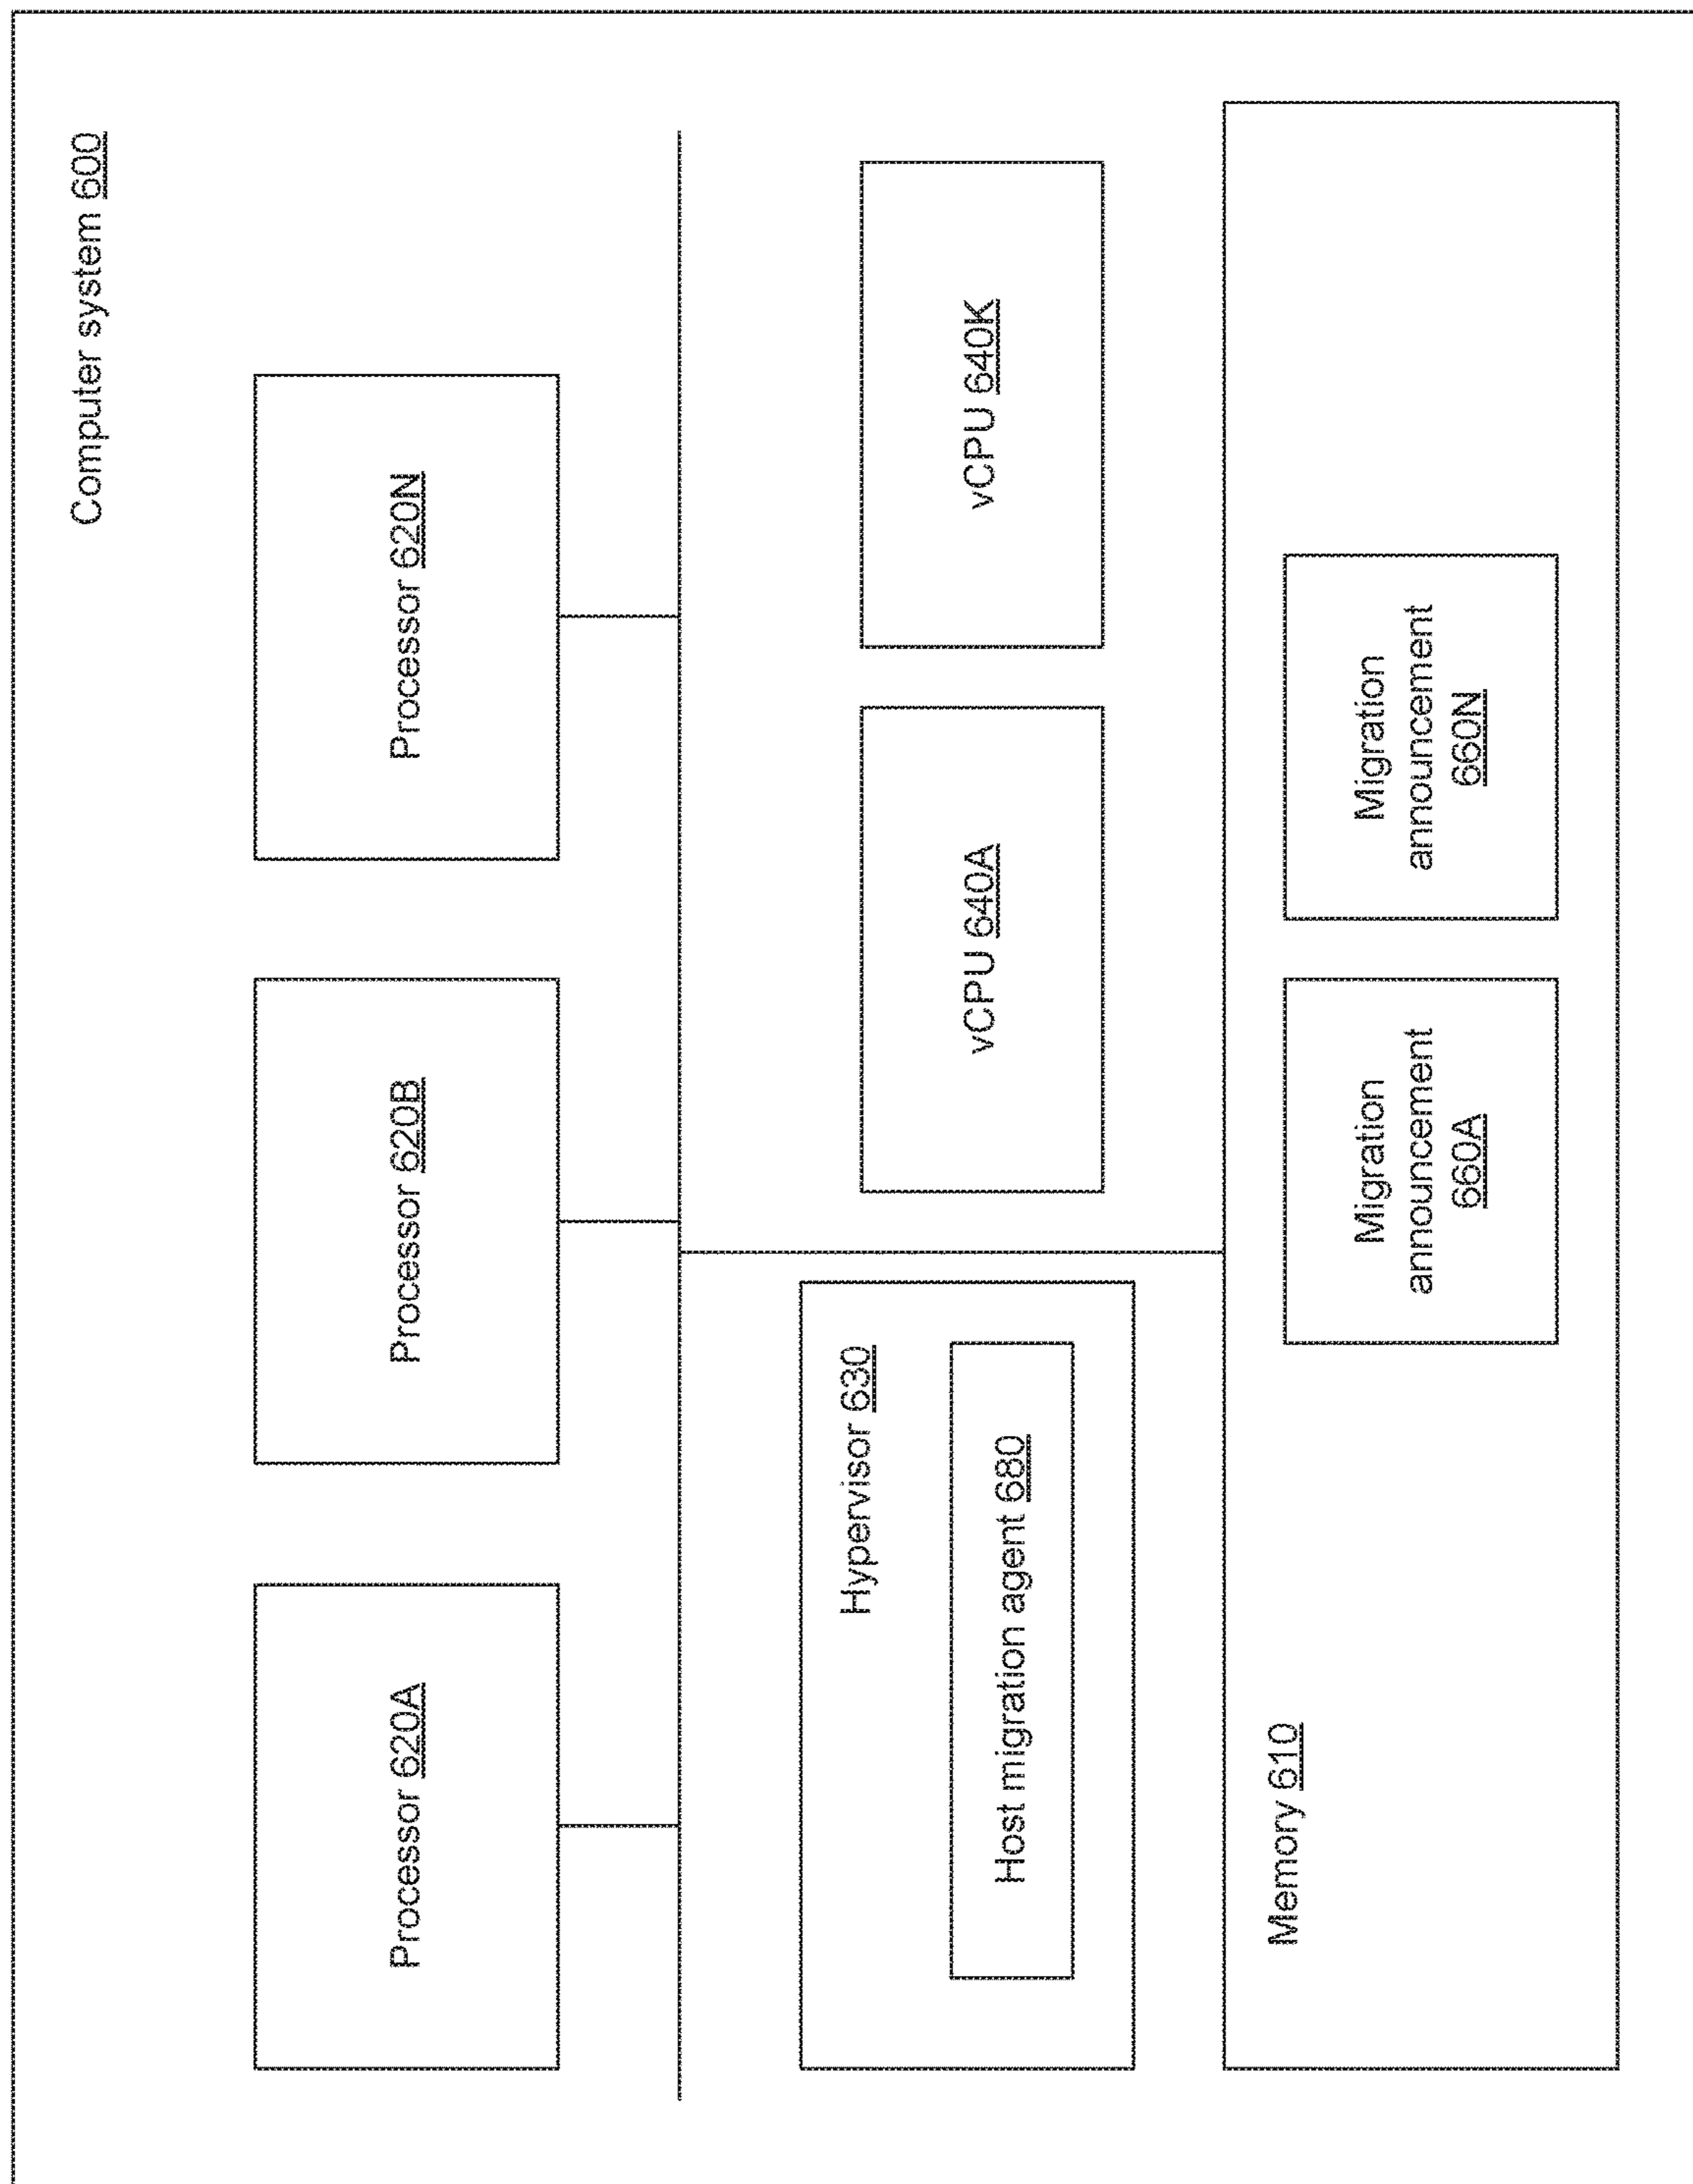 Computer system 600
Processor 620A
Processor 620B
Processor 620N
Hypervisor 630
Host migration agent 680
vCPU 640A
vCPU 640K
Memory 610
Migration
announcement
660A
Migration
announcement
660N